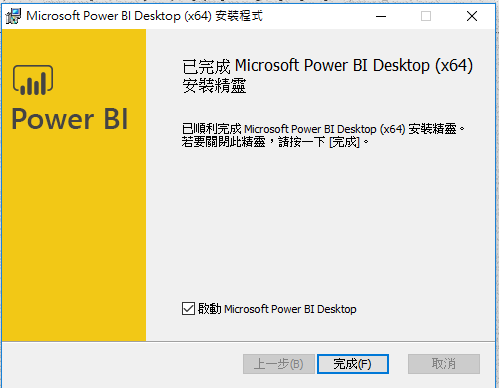 Microsoft Power BI Desktop (x64) 安裝程式
Power BI
已完成 Microsoft Power BI Desktop (x64)
安裝精靈
已順利完成 Microsoft Power BI Desktop (x64) 安裝精靈。
若要關閉此精靈，請按一下 [完成]。
啟動 Microsoft Power BI Desktop
上一步(B)
完成(F)
取消